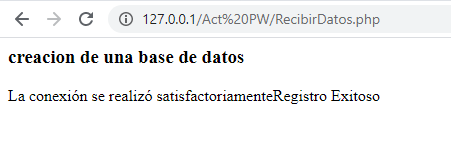 127.0.0.1/Act%20PW/RecibirDatos.php
creacion de una base de datos
La conexión se realizó satisfactoriamenteRegistro Exitoso